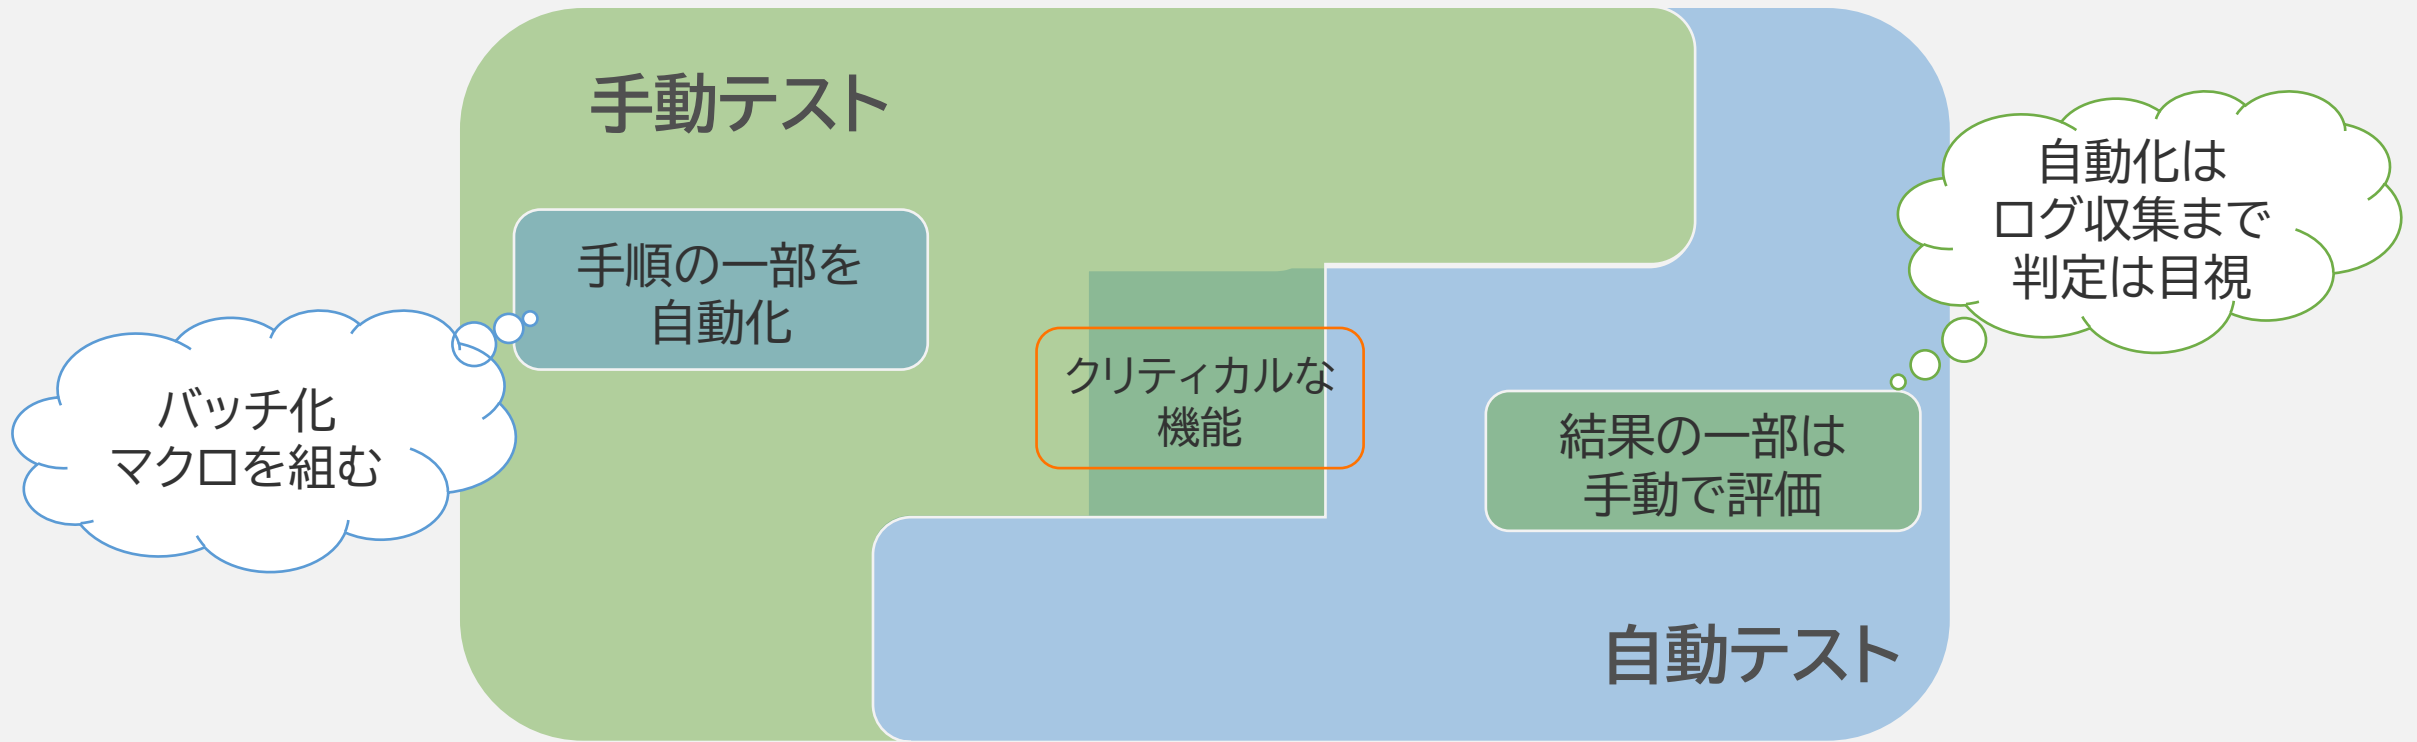 手動テスト
手順の一部を
自動化
バッチ化
マクロを組む
クリティカルな
機能
自動化は
ログ収集まで
判定は目視
結果の一部は
手動で評価
自動テスト